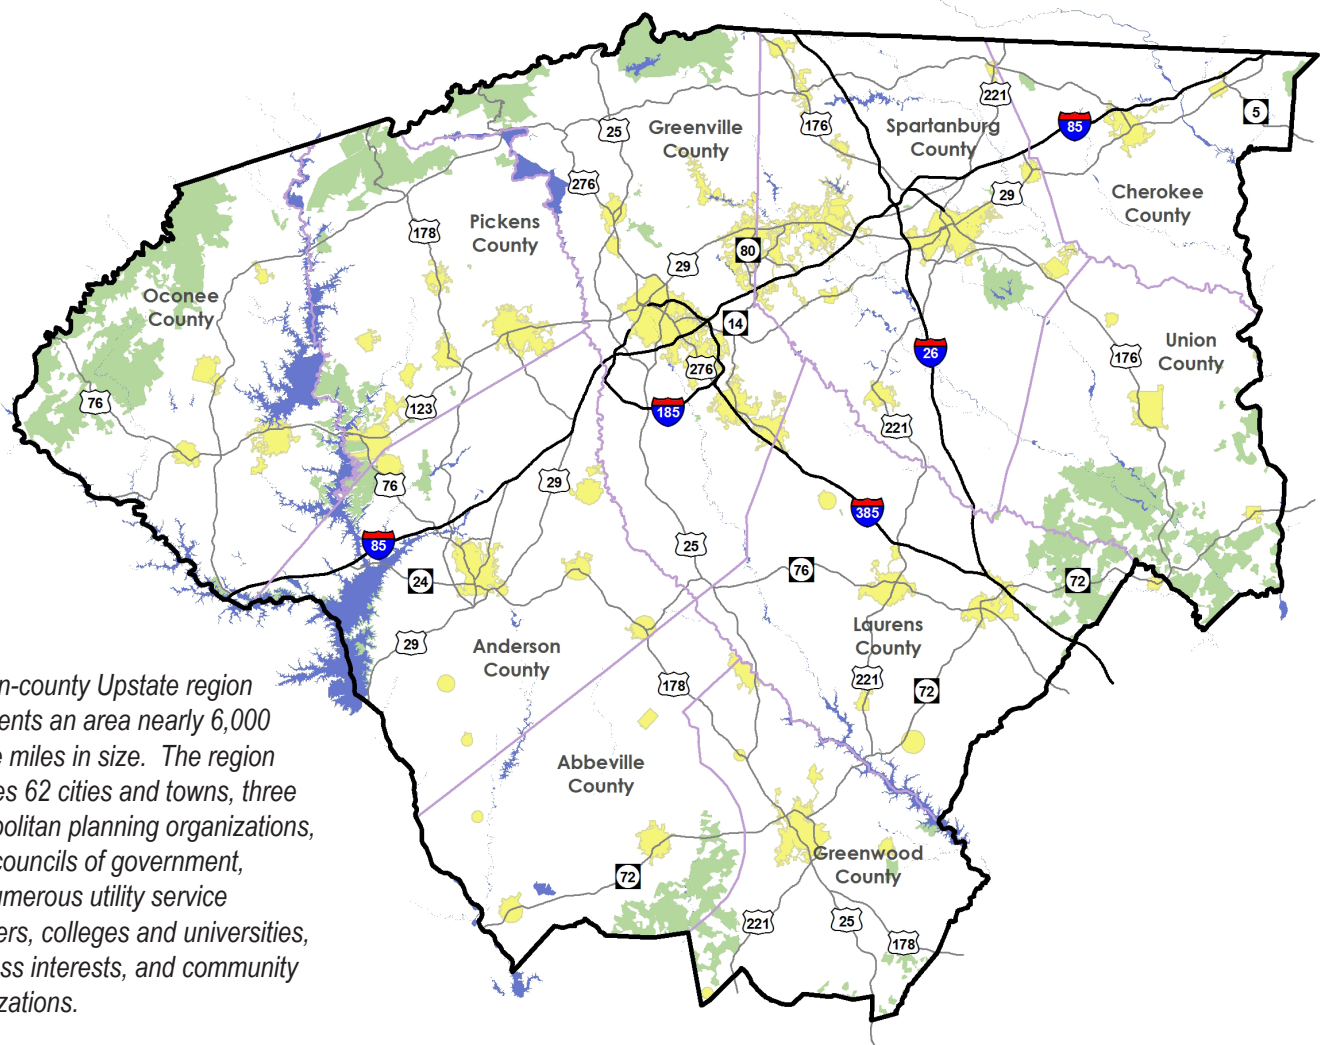 221
5
85
25
Greenville
County
176
Spartanburg
County
276
29
Cherokee
County
Pickens
County
178
80
29
Oconee
County
14
26
176
Union
County
276
76
123
185
221
76
29
385
85
25
24
76
72
29
Anderson
County
Laurens
County
178
221
72
n-county Upstate region
ents an area nearly 6,000
e miles in size. The region
es 62 cities and towns, three
politan planning organizations,
councils of government,
umerous utility service
ers, colleges and universities,
ss interests, and community
zations.
Abbeville
County
Greenwood
County
72
221
25
178